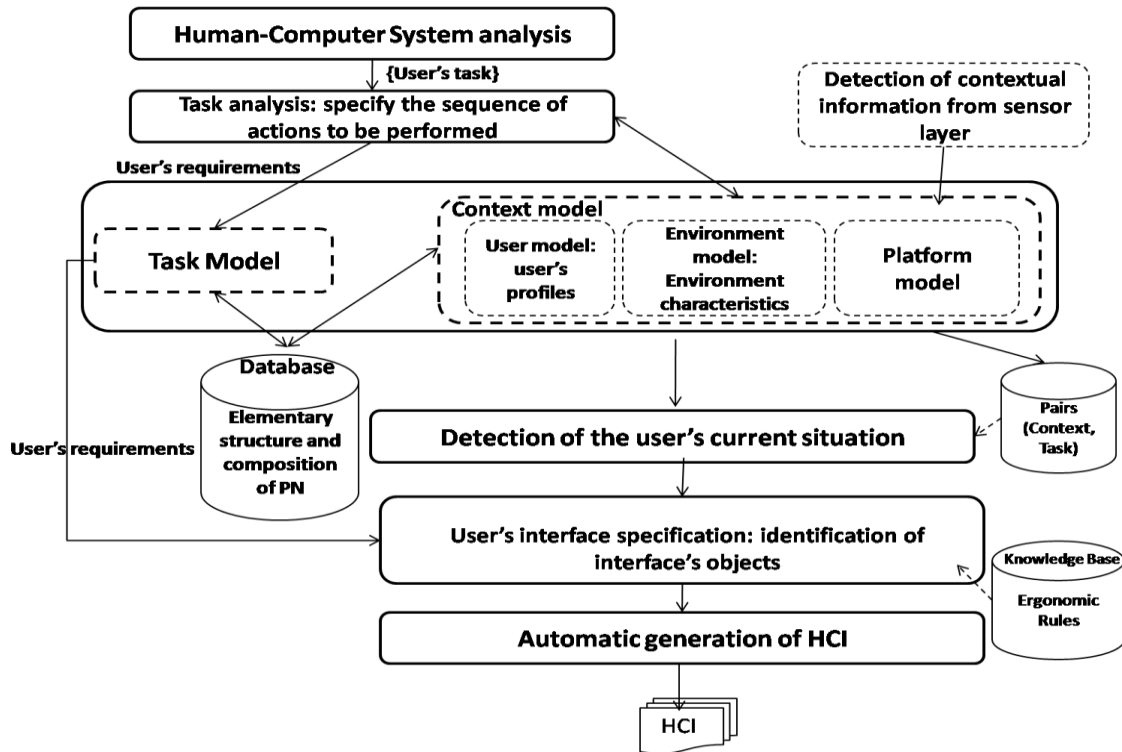 Human-Computer System analysis
{User's task}
Task analysis: specify the sequence of
actions to be performed
Detection of contextual
information from sensor
layer
User's requirements
Context model
Task Model
User model:
user's
profiles
Environment
model:
Environment
characteristics
Platform
model
Database
Elementary
structure and
composition
of PN
Pairs
(Context,
Task)
User's requirements
Detection of the user's current situation
User's interface specification: identification of
interface's objects
Knowledge Base
Ergonomic
Rules
Automatic generation of HCI
HCI